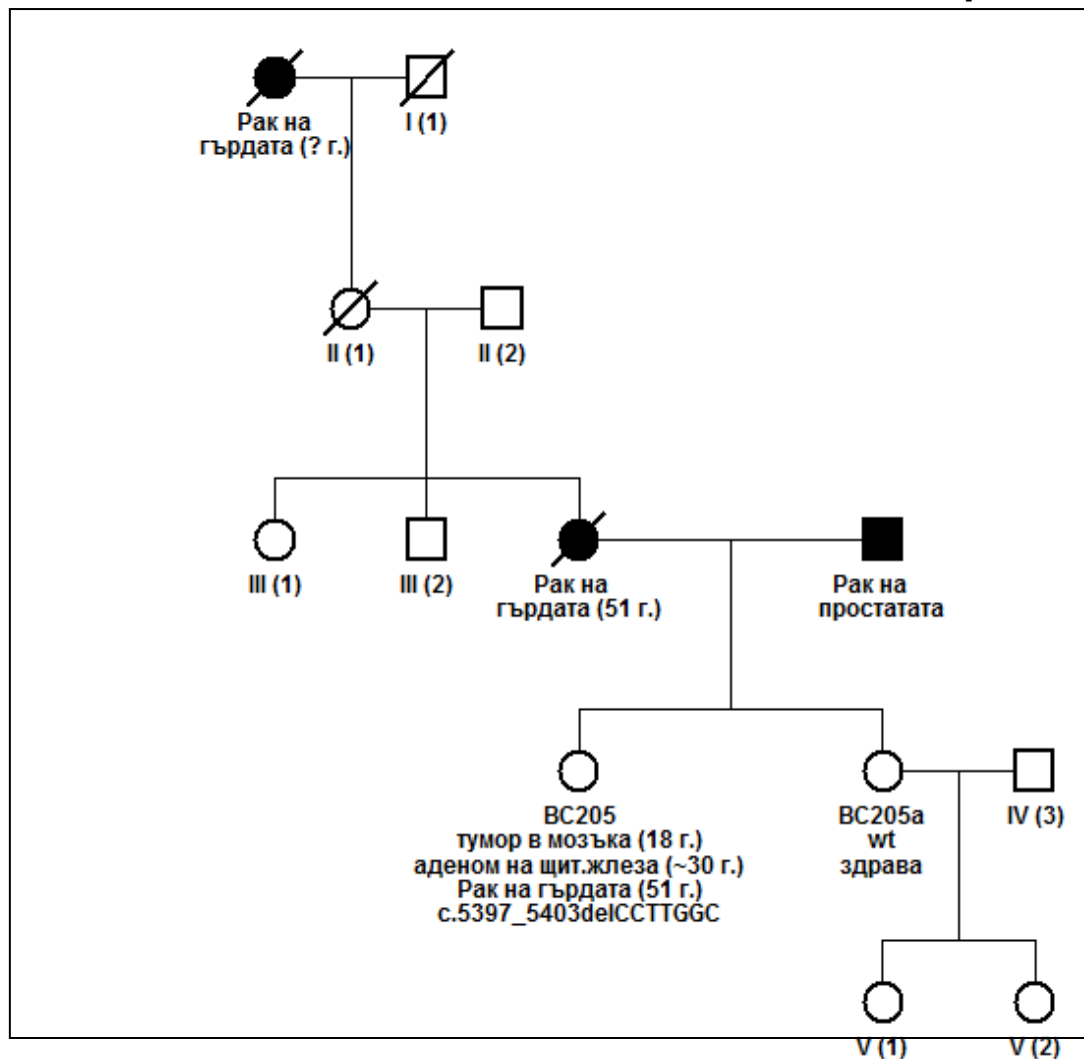 Рак на
гърдата (? г.)
I (1)
II (1)
II (2)
III (1)
III (2)
Рак на
гърдата (51 г.)
Рак на
простатата
BC205
тумор в мозъка (18 г.)
аденом на щит.жлеза (~30 г.)
Рак на гърдата (51 г.)
c.5397_5403delCCTTGGC
BC205a
wt
здрава
IV (3)
V (1)
V (2)